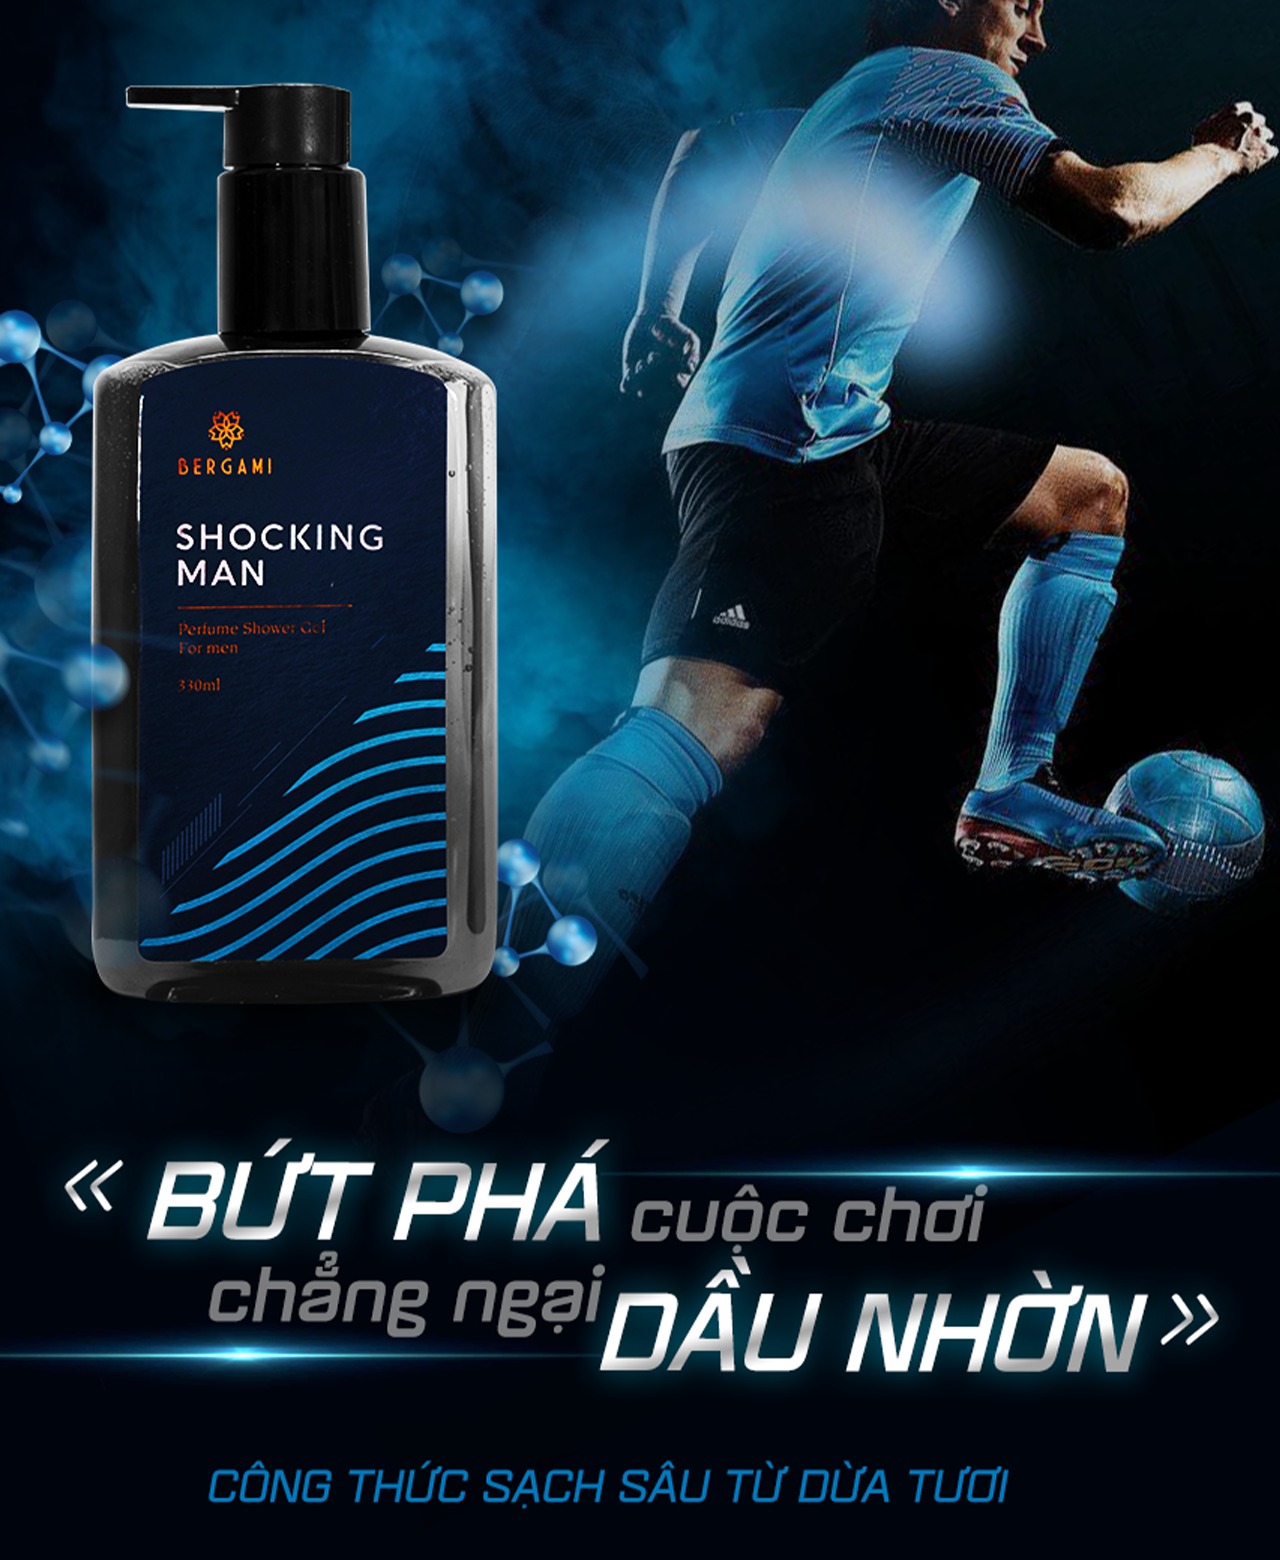 BERGAMI
SHOCKING
MAN
Perfume Shower Gel
For men
330ml
adidas
« BỨT PHÁ cuộc chơi
chẳng ngại DẦU NHỜN »
CÔNG THỨC SẠCH SÂU TỪ DỪA TƯƠI